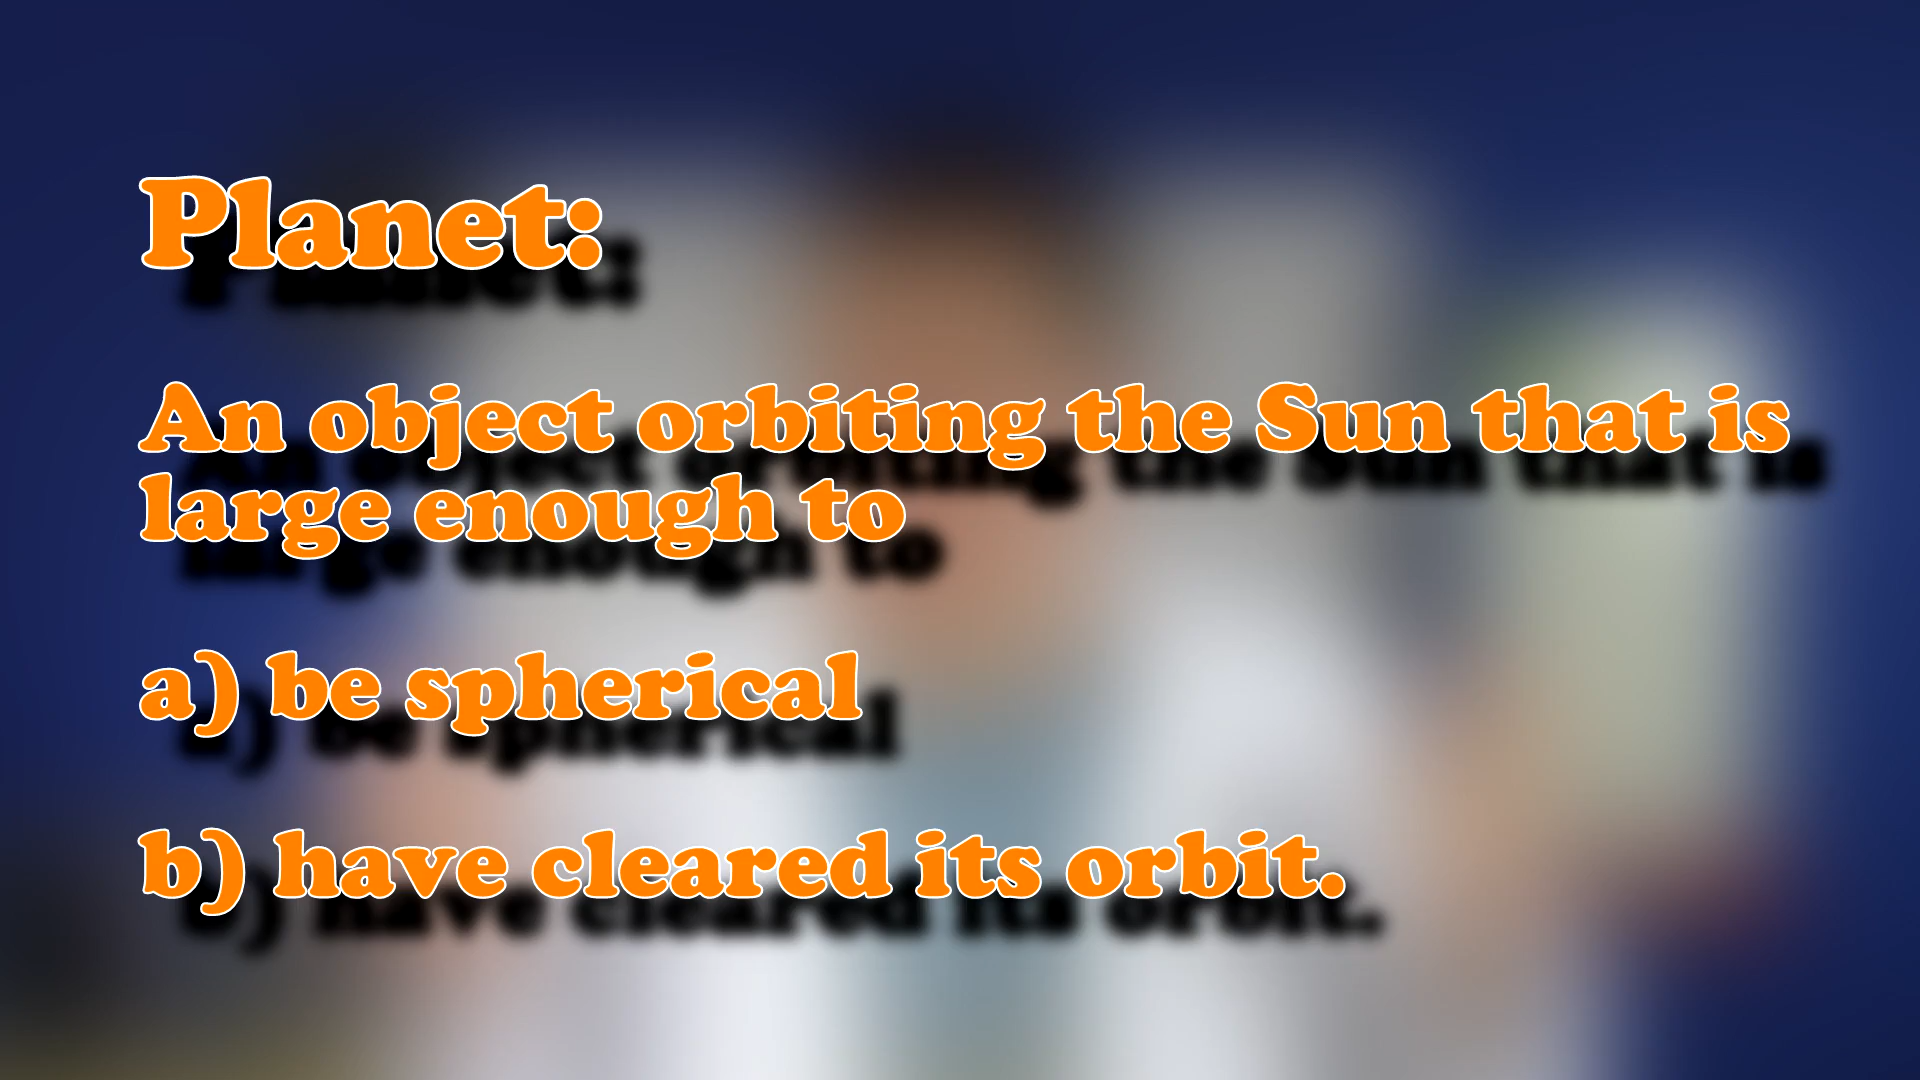 Planet:
An object orbiting the Sun that is
large enough to
a) be spherical
b) have cleared its orbit.